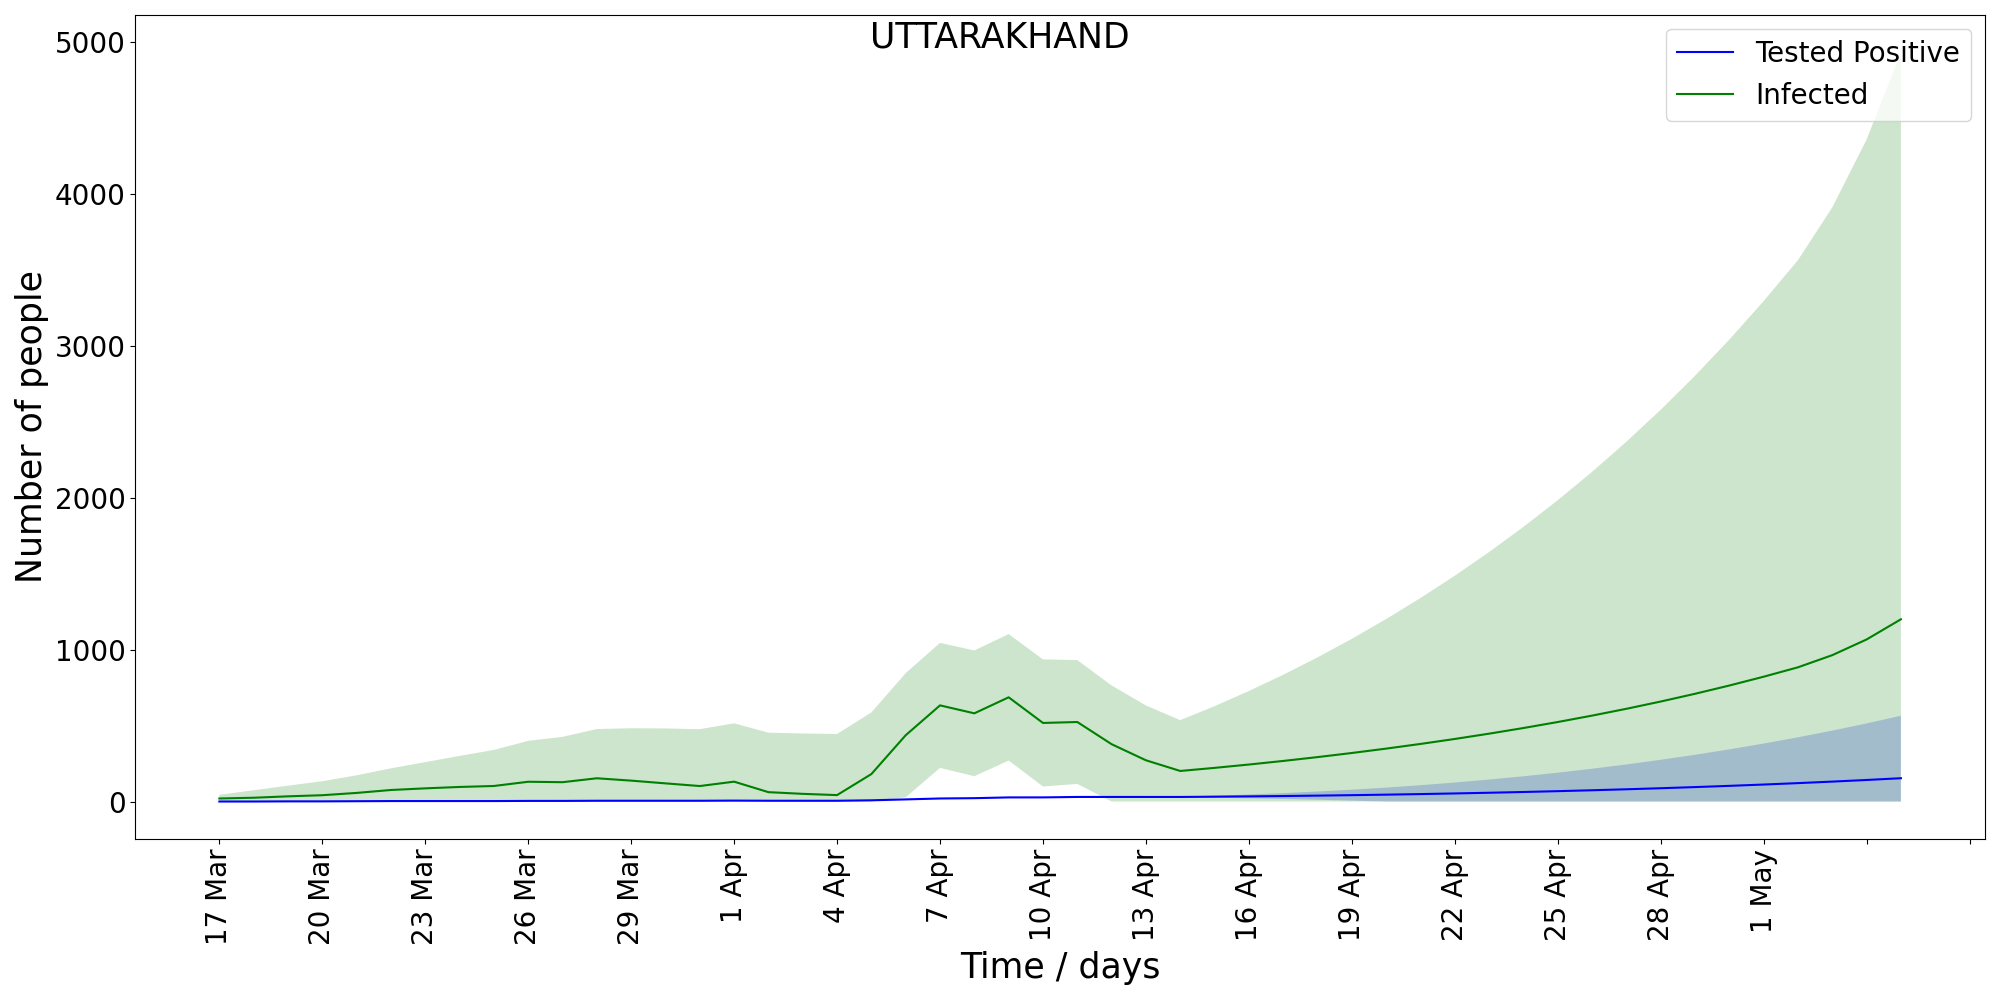 UTTARAKHAND
Tested Positive
Infected
Number of people
5000
4000
3000
2000
1000
0
17 Mar
20 Mar
23 Mar
26 Mar
29 Mar
1 Apr
4 Apr
7 Apr
10 Apr
13 Apr
16 Apr
19 Apr
22 Apr
25 Apr
28 Apr
1 May
Time / days